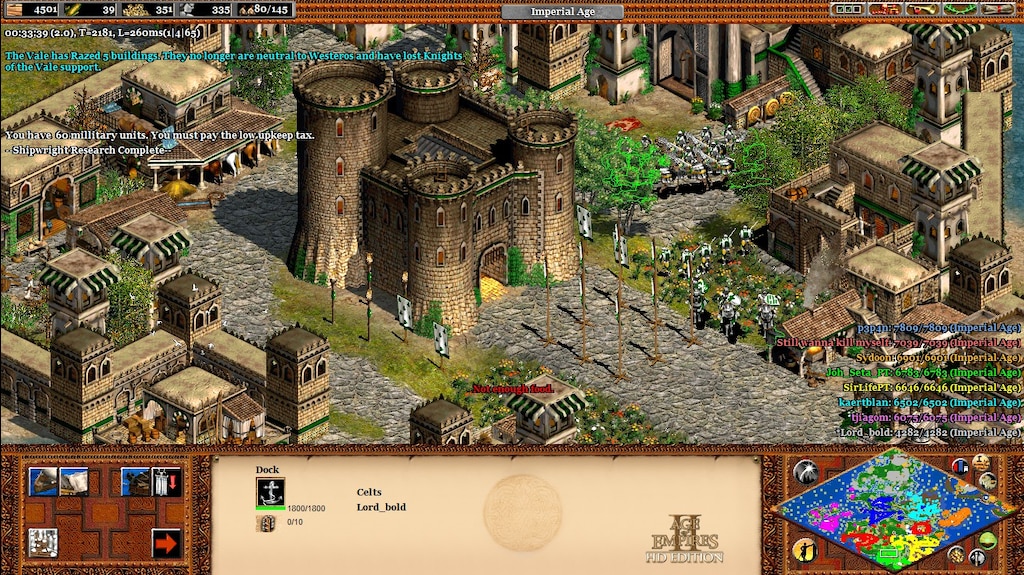 4501 39 351 335 80/145
Imperial Age
00:33:39 (2.0), T=2181, L=260ms(1|4|65)
The Vale has Razed 5 buildings. They no longer are neutral to Westeros and have lost Knights
of the Vale support.
You have 60 millitary units. You must pay the low upkeep tax.
--Shipwright Research Complete--
p3p4n: 7809/7809 (Imperial Age)
Still wanna kill myself: 7039/7039 (Imperial Age)
Sydoon: 6901/6901 (Imperial Age)
Joh_Seta_PT: 6783/6783 (Imperial Age)
SirLifePT: 6646/6646 (Imperial Age)
kaertblan: 6502/6502 (Imperial Age)
tjiagom: 6075/6075 (Imperial Age)
Lord_bold: 4282/4282 (Imperial Age)
Not enough food.
Dock
1800/1800
0/10
Celts
Lord_bold
II
AGE
OF
EMPIRES
HD EDITION